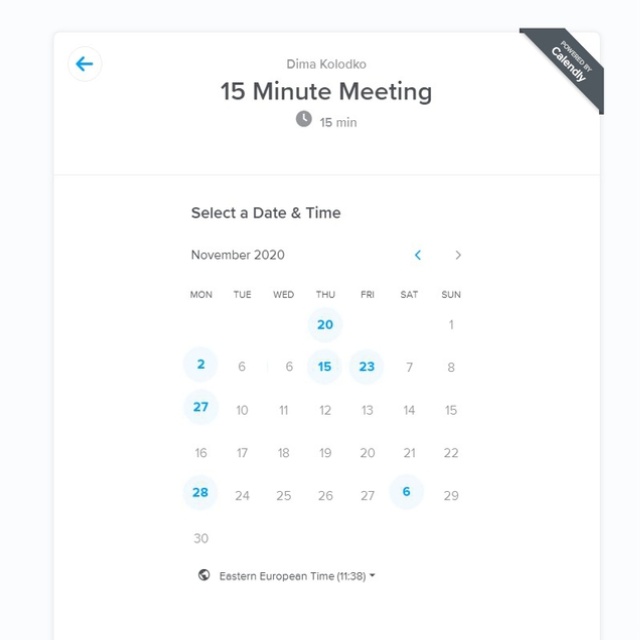 POWERED BY
Calendly
Dima Kolodko
15 Minute Meeting
15 min
Select a Date & Time
November 2020
MON TUE WED THU FRI SAT SUN
20 1
2 6 6 15 23 7 8
27 10 11 12 13 14 15
16 17 18 19 20 21 22
28 24 25 26 27 6 29
30
Eastern European Time (11:38)